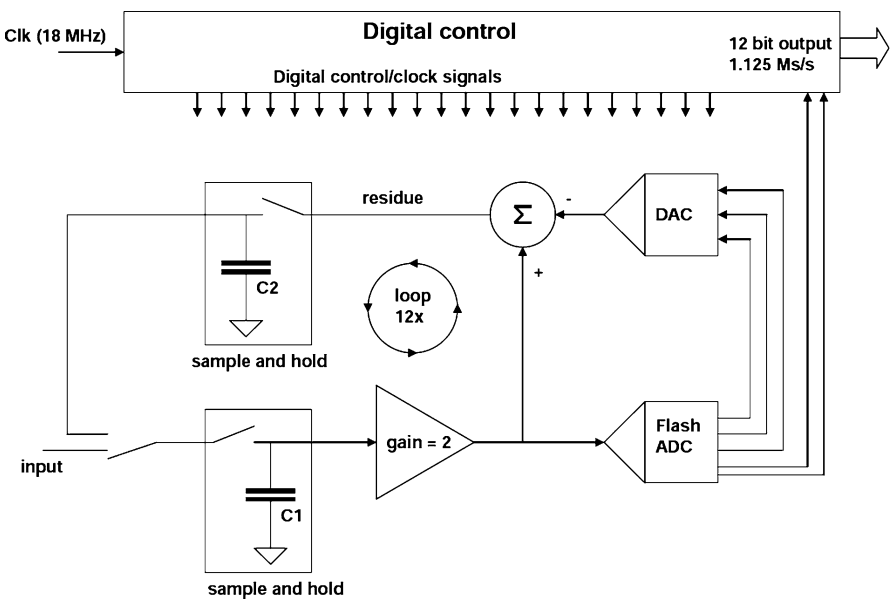 Digital control
Clk (18 MHz)
12 bit output
1.125 Ms/s
Digital control/clock signals
residue
Σ
-
DAC
+
C2
loop
12x
sample and hold
gain = 2
Flash
ADC
input
C1
sample and hold